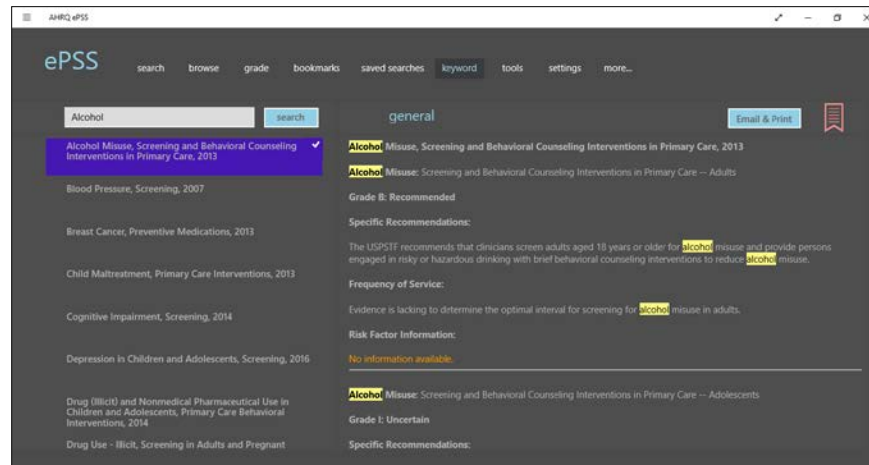 AHRQ ePSS
ePSS
search browse grade bookmarks saved searches keyword tools settings more...
Alcohol
search
general
Email & Print
Alcohol Misuse, Screening and Behavioral Counseling
Interventions in Primary Care, 2013
Blood Pressure, Screening, 2007
Breast Cancer, Preventive Medications, 2013
Child Maltreatment, Primary Care Interventions, 2013
Cognitive Impairment, Screening, 2014
Depression in Children and Adolescents, Screening, 2016
Drug (Illicit) and Nonmedical Pharmaceutical Use in
Children and Adolescents, Primary Care Behavioral
Interventions, 2014
Drug Use - Illicit, Screening in Adults and Pregnant
Alcohol Misuse, Screening and Behavioral Counseling Interventions in Primary Care, 2013
Alcohol Misuse: Screening and Behavioral Counseling Interventions in Primary Care -- Adults
Grade B: Recommended
Specific Recommendations:
The USPSTF recommends that clinicians screen adults aged 18 years or older for alcohol misuse and provide persons
engaged in risky or hazardous drinking with brief behavioral counseling interventions to reduce alcohol misuse.
Frequency of Service:
Evidence is lacking to determine the optimal interval for screening for alcohol misuse in adults.
Risk Factor Information:
No information available.
Alcohol Misuse: Screening and Behavioral Counseling Interventions in Primary Care -- Adolescents
Grade I: Uncertain
Specific Recommendations: